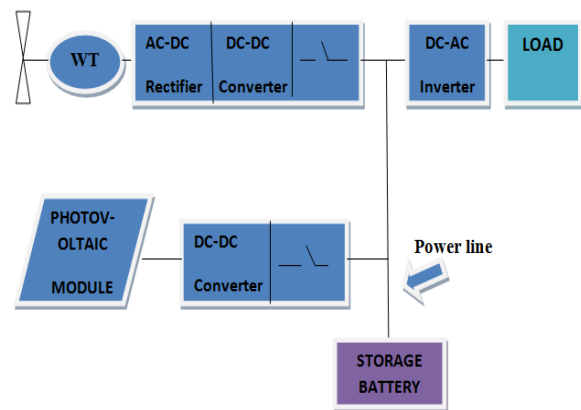 WT
AC-DC
Rectifier
DC-DC
Converter
DC-AC
Inverter
LOAD
PHOTOV-
OLTAIC
MODULE
DC-DC
Converter
Power line
STORAGE
BATTERY